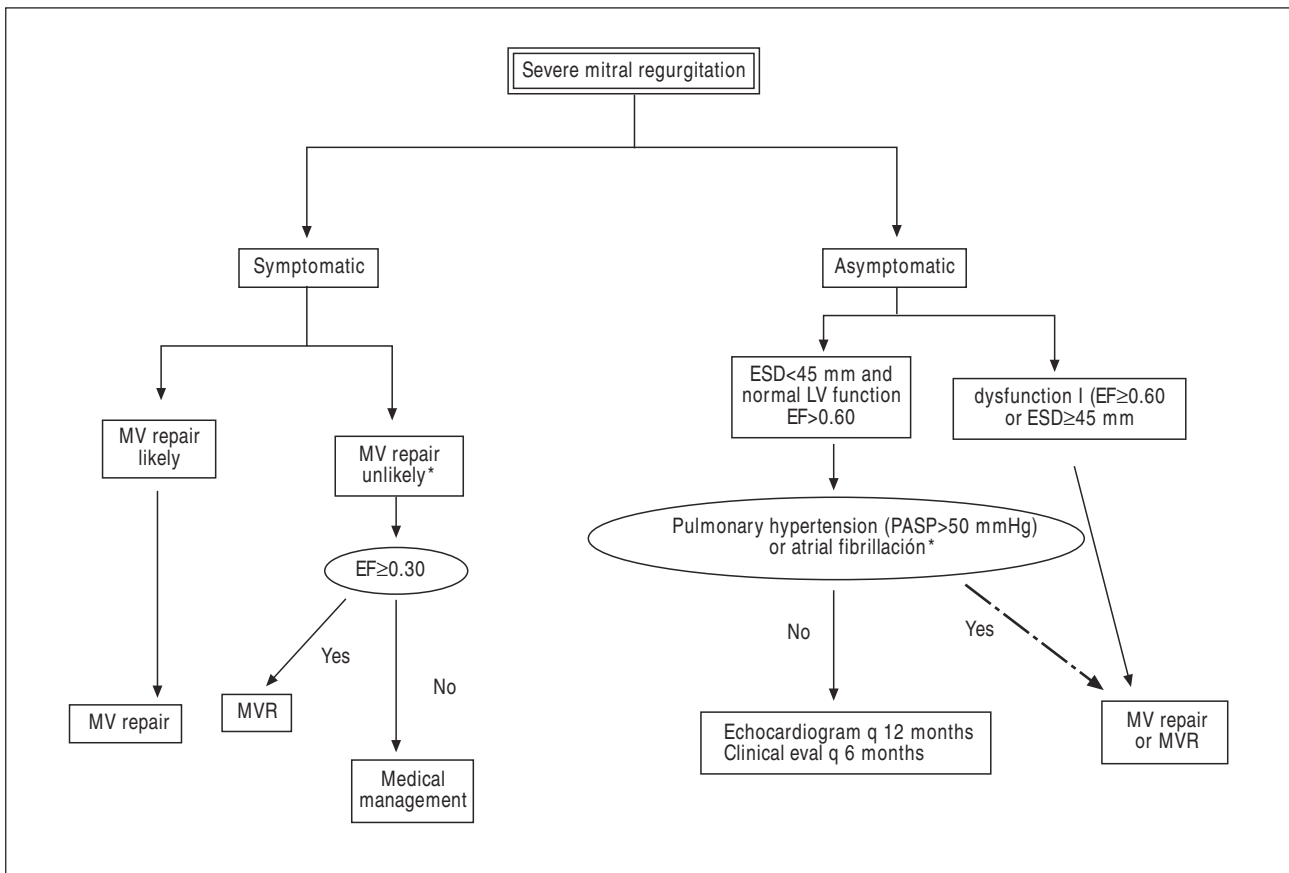 Severe mitral regurgitation
Symptomatic
Asymptomatic
MV repair
likely
MV repair
unlikely*
ESD<45 mm and
normal LV function
EF>0.60
dysfunction I (EF≥0.60
or ESD≥45 mm
EF≥0.30
Pulmonary hypertension (PASP>50 mmHg)
or atrial fibrillación*
Yes
No
No
Yes
MV repair
MVR
Medical
management
Echocardiogram q 12 months
Clinical eval q 6 months
MV repair
or MVR